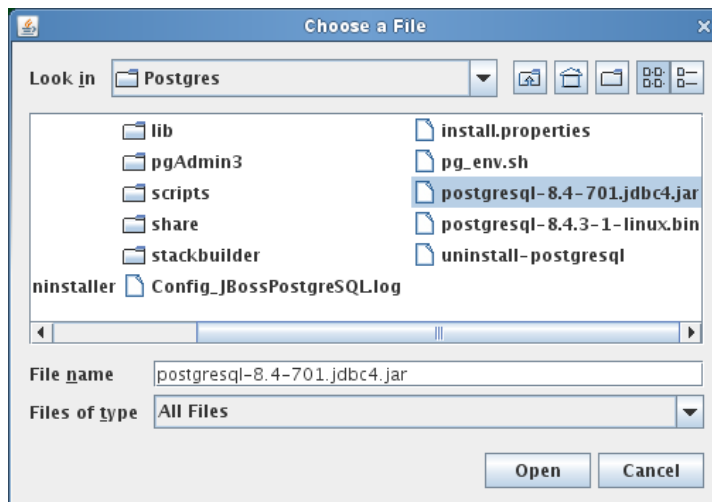 Choose a File
Look in Postgres
lib install.properties
pgAdmin3 pg_env.sh
scripts postgresql-8.4-701.jdbc4.jar
share postgresql-8.4.3-1-linux.bin
stackbuilder uninstall-postgresql
ninstaller Config_JBossPostgreSQL.log
File name postgresql-8.4-701.jdbc4.jar
Files of type All Files
Open Cancel